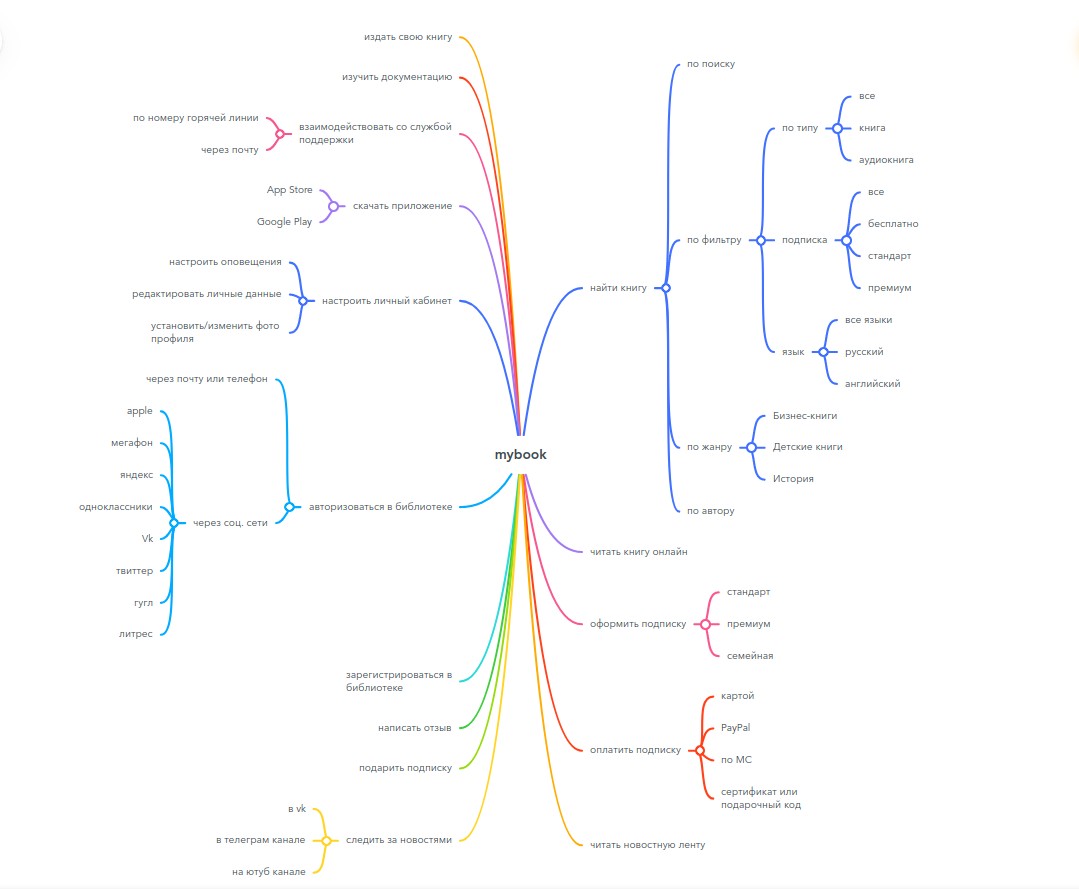 mybook
найти книгу
по поиску
по фильтру
по типу
все
книга
аудиокнига
подписка
все
бесплатно
стандарт
премиум
язык
все языки
русский
английский
по жанру
Бизнес-книги
Детские книги
История
по автору
читать книгу онлайн
оформить подписку
стандарт
премиум
семейная
оплатить подписку
картой
PayPal
по МС
сертификат или
подарочный код
читать новостную ленту
издать свою книгу
изучить документацию
взаимодействовать со службой
поддержки
по номеру горячей линии
через почту
скачать приложение
App Store
Google Play
настроить личный кабинет
настроить оповещения
редактировать личные данные
установить/изменить фото
профиля
авторизоваться в библиотеке
через почту или телефон
через соц. сети
apple
мегафон
яндекс
одноклассники
Vk
твиттер
гугл
литрес
зарегистрироваться в
библиотеке
написать отзыв
подарить подписку
следить за новостями
в vk
в телеграм канале
на ютуб канале